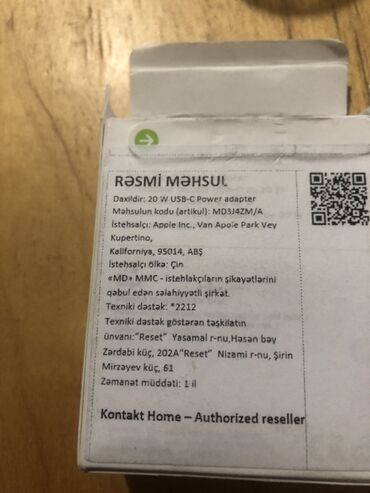 RƏSMİ MƏHSUL
Daxildir: 20 W USB-C Power adapter
Məhsulun kodu (artikul): MD3J4ZM/A
İstehsalçı: Apple Inc., Van Apple Park Vey
Kupertino,
Kaliforniya, 95014, ABŞ
İstehsalçı ölkə: Çin
«MD» MMC - istehlakçıların şikayətlərini
qəbul edən səlahiyyətli şirkət.
Texniki dəstək: *2212
Texniki dəstək göstərən təşkilatın
ünvanı:"Reset" Yasamal r-nu,Həsən bəy
Zərdabi küç, 202A"Reset" Nizami r-nu, Şirin
Mirzəyev küç, 61
Zəmanət müddəti: 1 il
Kontakt Home – Authorized reseller